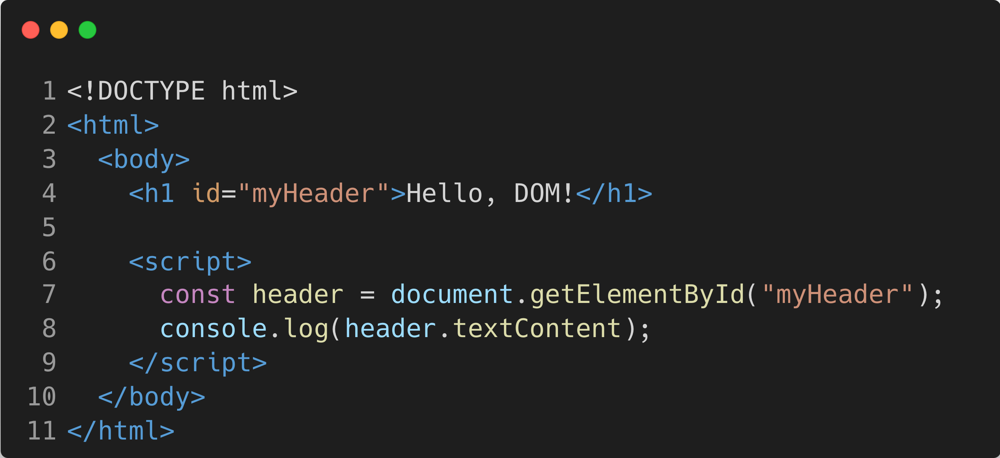 1 <!DOCTYPE html>
2 <html>
3   <body>
4     <h1 id="myHeader">Hello, DOM!</h1>
5
6     <script>
7       const header = document.getElementById("myHeader");
8       console.log(header.textContent);
9     </script>
10   </body>
11 </html>